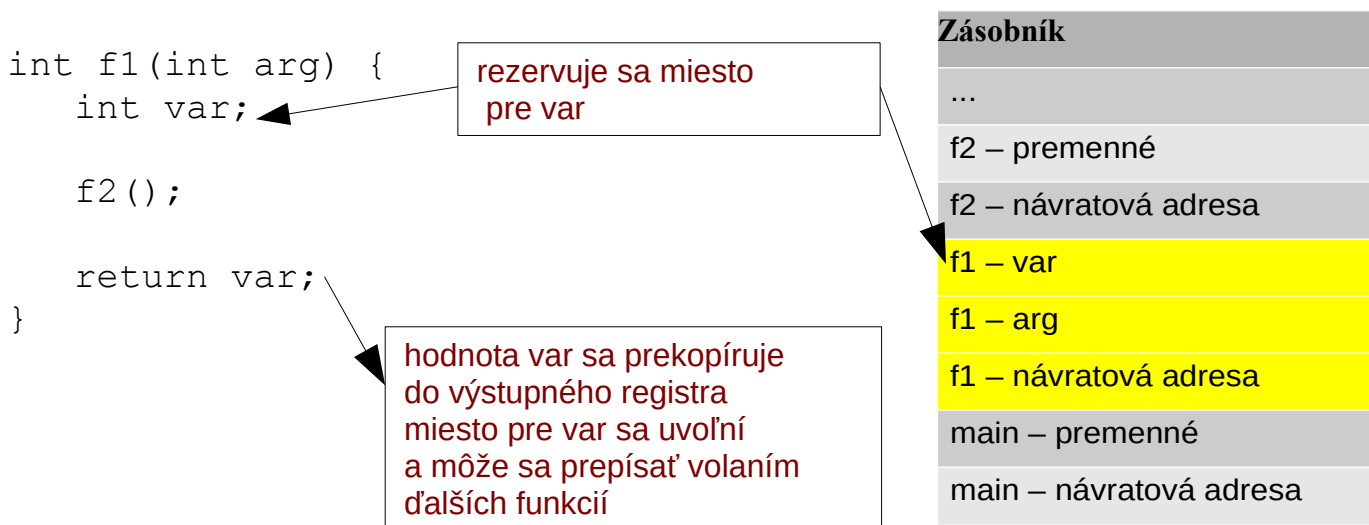 int f1(int arg) {
int var;
f2();
return var;
}
rezervuje sa miesto
pre var
hodnota var sa prekopíruje
do výstupného registra
miesto pre var sa uvoľní
a môže sa prepísať volaním
ďalších funkcií
Zásobník
...
f2 – premenné
f2 – návratová adresa
f1 – var
f1 – arg
f1 – návratová adresa
main – premenné
main – návratová adresa